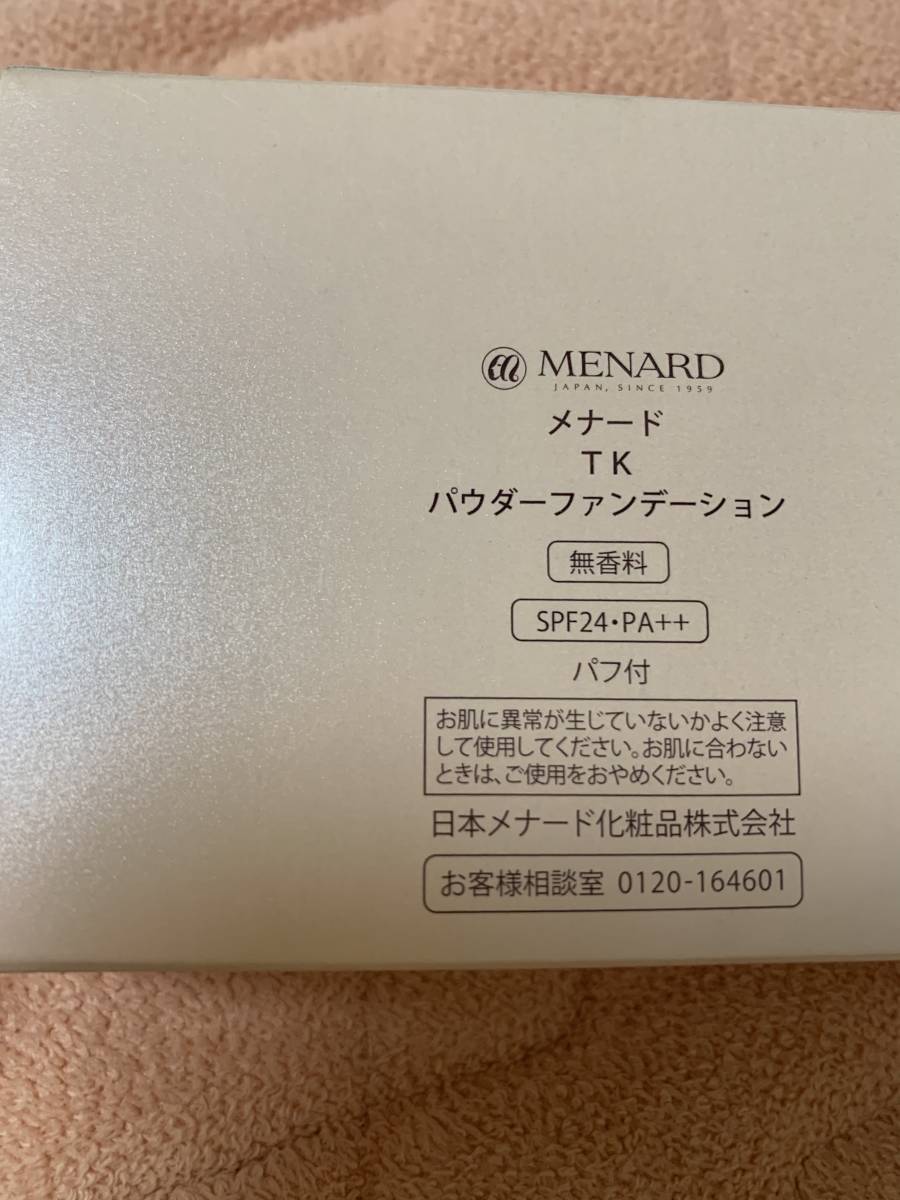 MENARD
JAPAN, SINCE 1959
メナード
TK
パウダーファンデーション
無香料
SPF24・PA++
パフ付
お肌に異常が生じていないかよく注意
して使用してください。お肌に合わない
ときは、ご使用をおやめください。
日本メナード化粧品株式会社
お客様相談室 0120-164601